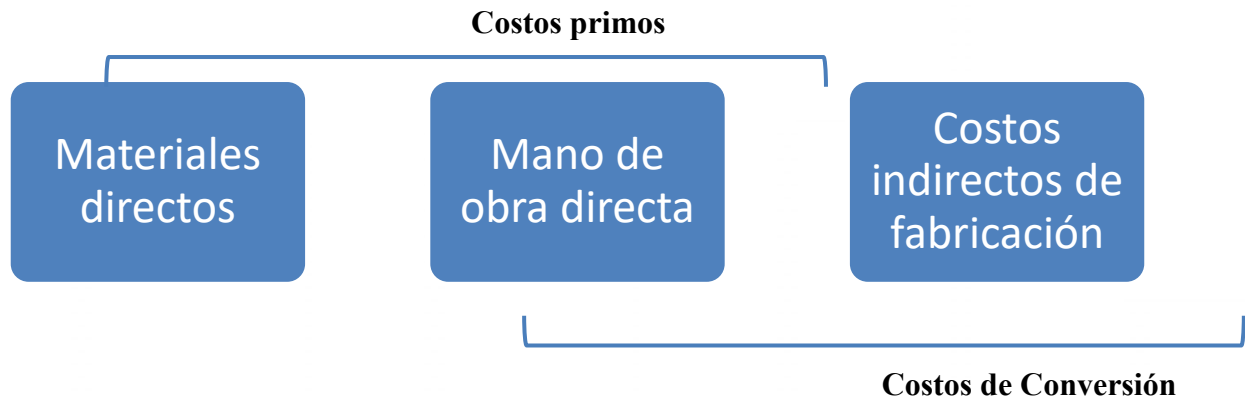 Costos primos
Materiales
directos
Mano de
obra directa
Costos
indirectos de
fabricación
Costos de Conversión